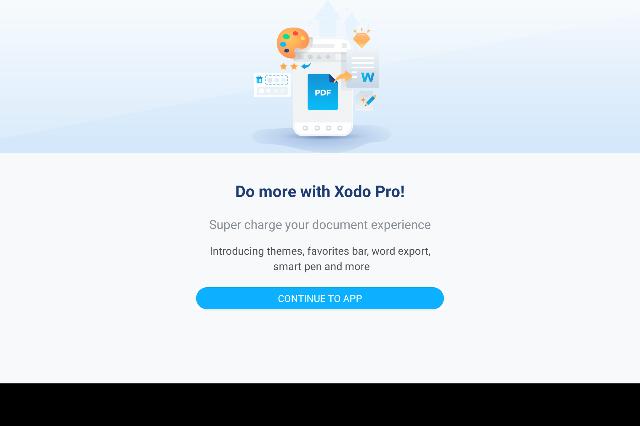 W
PDF
Do more with Xodo Pro!
Super charge your document experience
Introducing themes, favorites bar, word export,
smart pen and more
CONTINUE TO APP